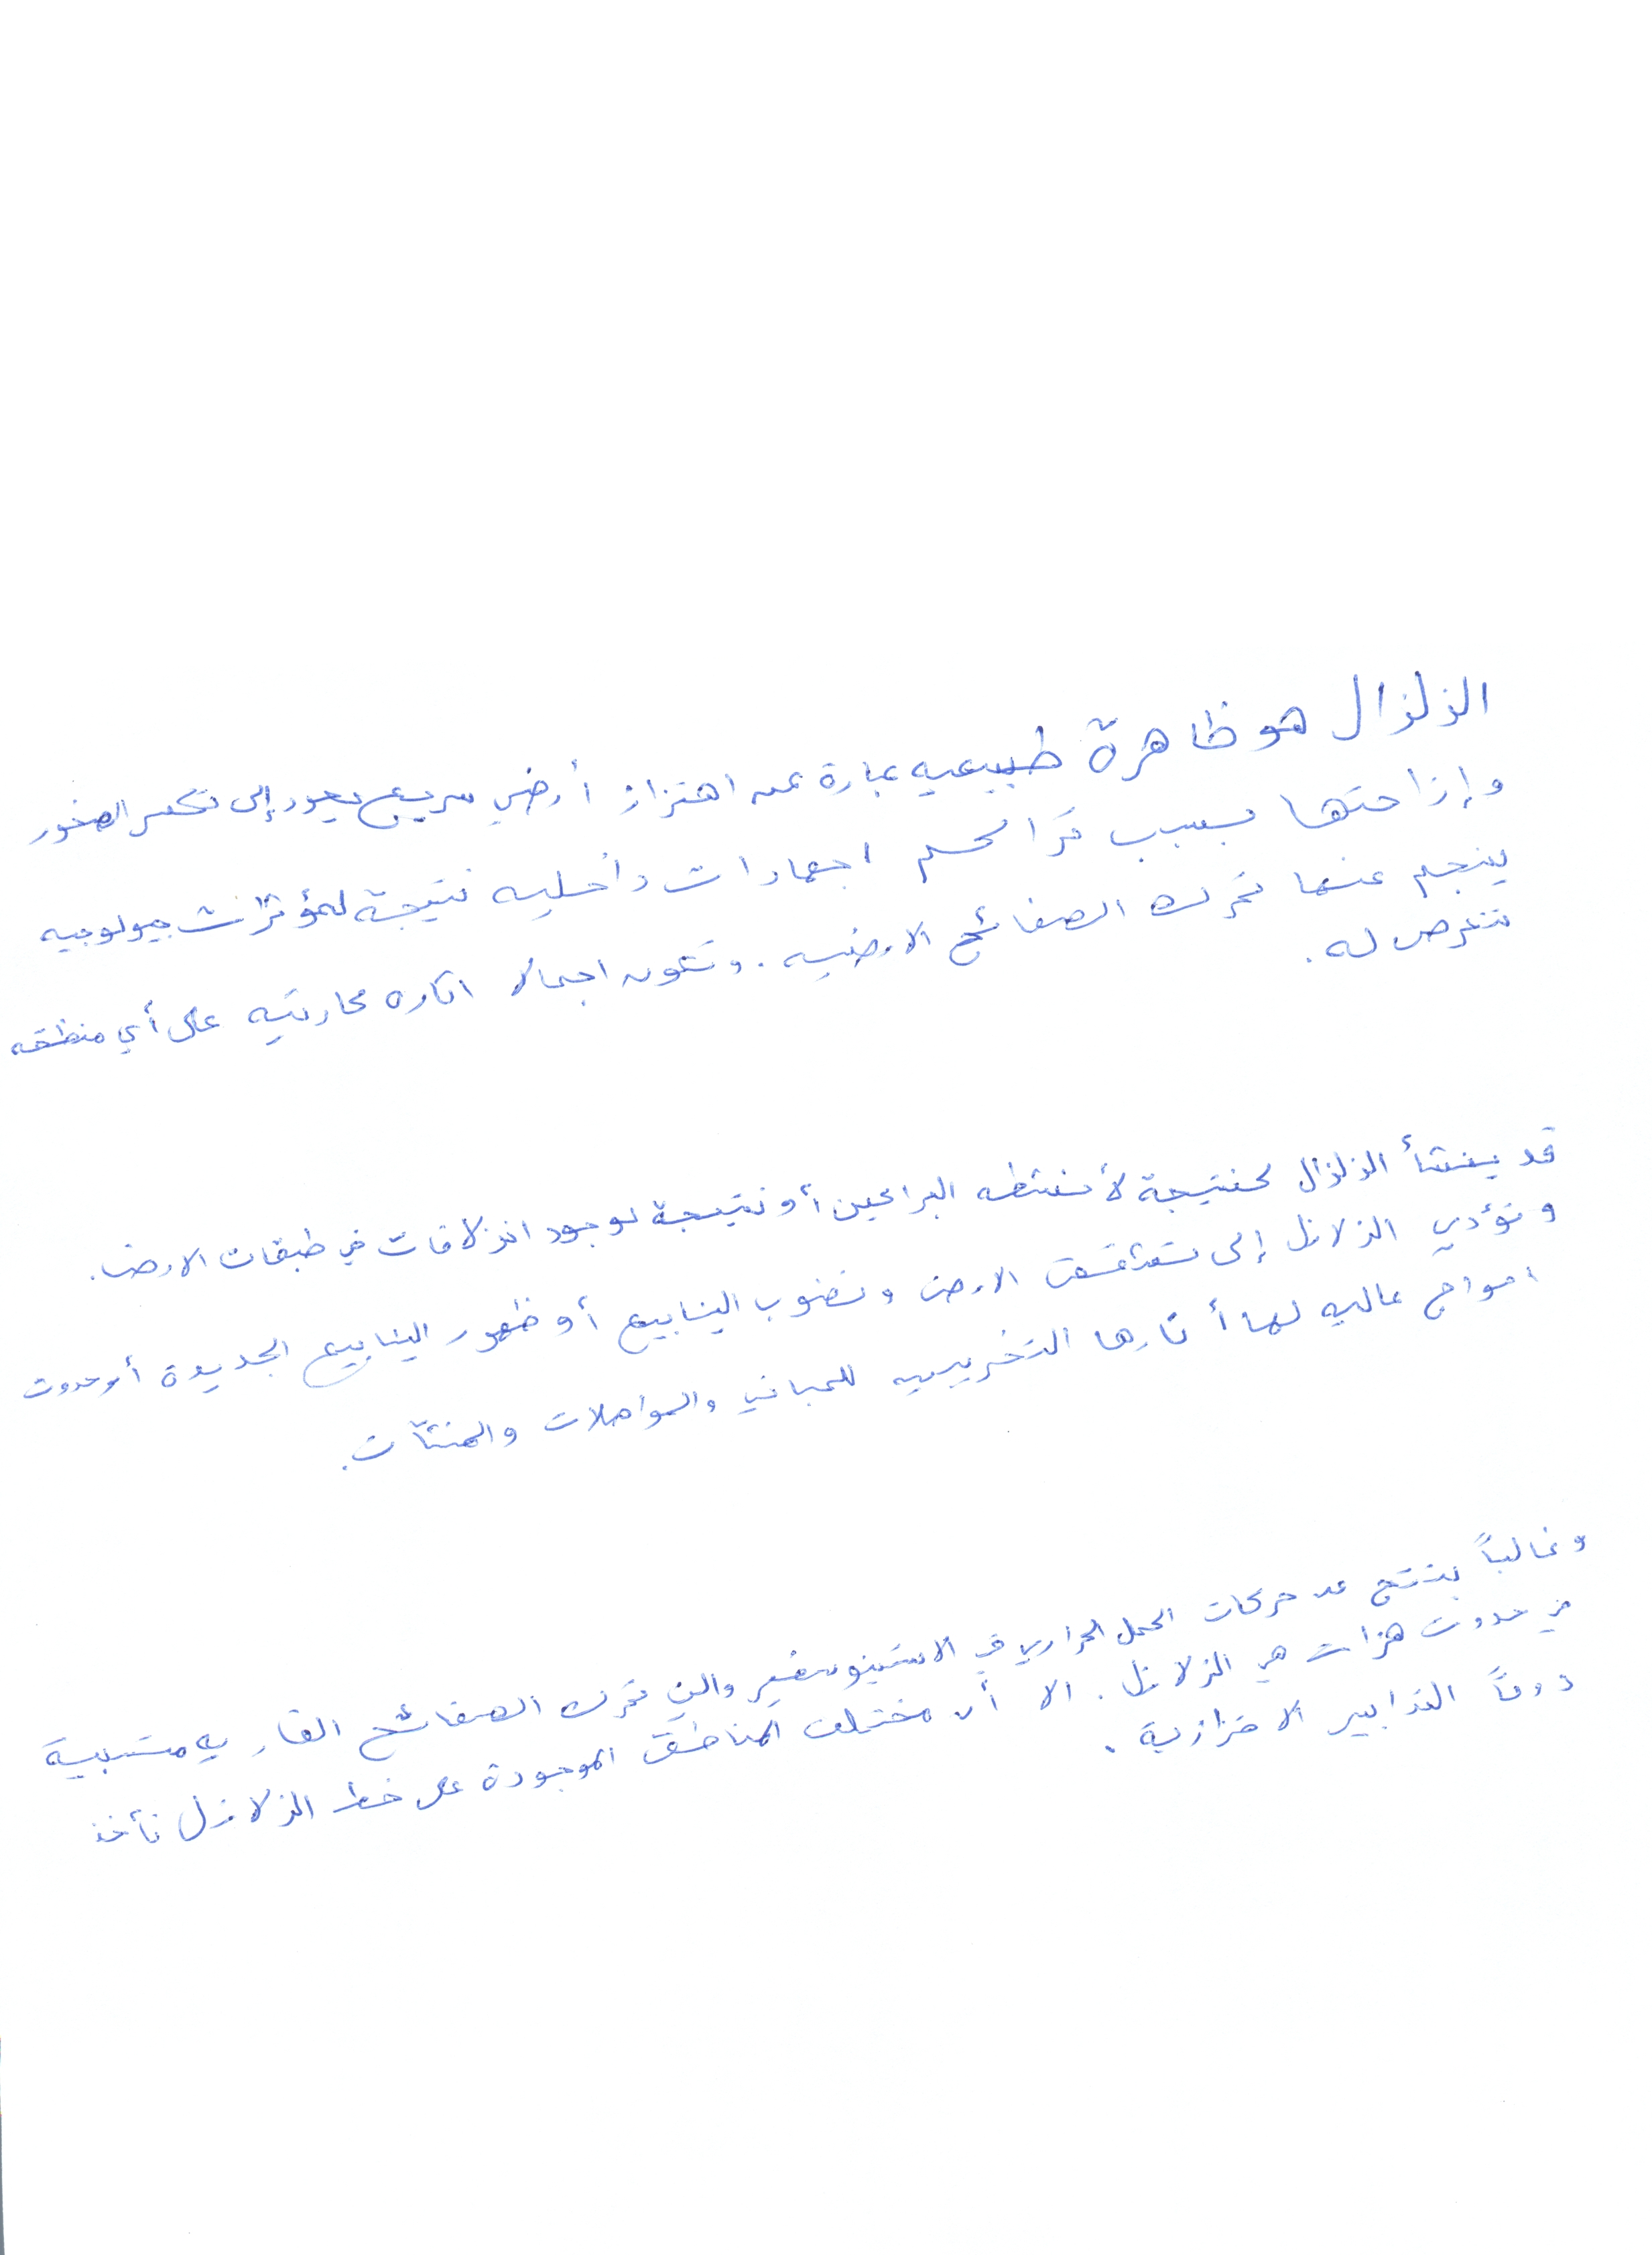 الزلزال هو ظاهرة طبيعيه عبارة عن اهتزاز أرضي سريع يعود إلى تكسر الصخور
وإزاحتها بسبب تراكم اجهادات داخليه نتيجة لمؤثرات جيولوجيه
ينجم عنها تحرك الصفائح الارضيه. وتكون اجمالا اثاره كارثيه على أي منطقه
تتعرض له.
قد ينشأ الزلزال كنتيجة لأنشطه البراكين أو نتيجة لوجود انزلاقات في طبقات الارض.
وتؤدي الزلازل إلى تشقق الارض ونضوب الينابيع أو ظهور الينابيع الجديدة أو حدوث
امواج عاليه لها أثارها التخريبيه للمباني والمواصلات والمنشآت.
وغالباً ينتج عن حركات الحمل الحراري في الاستينوسفير والتي تحرك الصفائح القاريه متسببة
في حدوث هزات هي الزلازل. الا أن مختلف المناطق الموجودة على خط الزلازل تأخذ
دوماً التدابير الاحترازية.